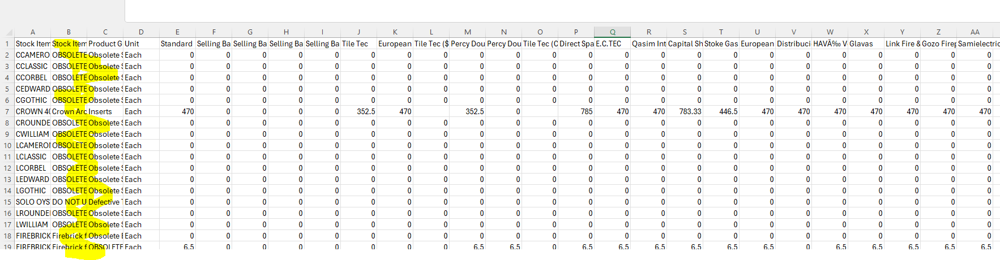 A B C D E F G H I J K L M N O P Q R S T U V W X Y Z AA
1 Stock Item Stock Item Product G Unit Standard Selling Ba Selling Ba Selling Ba Selling Ba Tile Tec European Tile Tec ($ Percy Dou Percy Dou Tile Tec (C Direct Spa E.C.TEC Qasim Int Capital Sh Stoke Gas European Distribuci HAVÃ‰ V Glavas Link Fire & Gozo Firep Samielectric
2 CCAMERO OBSOLETE Obsolete S Each 0 0 0 0 0 0 0 0 0 0 0 0 0 0 0 0 0 0 0 0 0 0 0
3 CCLASSIC OBSOLETE Obsolete S Each 0 0 0 0 0 0 0 0 0 0 0 0 0 0 0 0 0 0 0 0 0 0 0
4 CCORBEL OBSOLETE Obsolete S Each 0 0 0 0 0 0 0 0 0 0 0 0 0 0 0 0 0 0 0 0 0 0 0
5 CEDWARD OBSOLETE Obsolete S Each 0 0 0 0 0 0 0 0 0 0 0 0 0 0 0 0 0 0 0 0 0 0 0
6 CGOTHIC OBSOLETE Obsolete S Each 0 0 0 0 0 0 0 0 0 0 0 0 0 0 0 0 0 0 0 0 0 0 0
7 CROWN 40 Crown Arc Inserts Each 470 0 0 0 0 352.5 470 352.5 0 785 470 470 783.33 446.5 470 470 470 470 470 470 470
8 CROUNDE OBSOLETE Obsolete S Each 0 0 0 0 0 0 0 0 0 0 0 0 0 0 0 0 0 0 0 0 0 0 0
9 CWILLIAM OBSOLETE Obsolete S Each 0 0 0 0 0 0 0 0 0 0 0 0 0 0 0 0 0 0 0 0 0 0 0
10 LCAMERON OBSOLETE Obsolete S Each 0 0 0 0 0 0 0 0 0 0 0 0 0 0 0 0 0 0 0 0 0 0 0
11 LCLASSIC OBSOLETE Obsolete S Each 0 0 0 0 0 0 0 0 0 0 0 0 0 0 0 0 0 0 0 0 0 0 0
12 LCORBEL OBSOLETE Obsolete S Each 0 0 0 0 0 0 0 0 0 0 0 0 0 0 0 0 0 0 0 0 0 0 0
13 LEDWARD OBSOLETE Obsolete S Each 0 0 0 0 0 0 0 0 0 0 0 0 0 0 0 0 0 0 0 0 0 0 0
14 LGOTHIC OBSOLETE Obsolete S Each 0 0 0 0 0 0 0 0 0 0 0 0 0 0 0 0 0 0 0 0 0 0 0
15 SOLO OYS DO NOT U Defective T Each 0 0 0 0 0 0 0 0 0 0 0 0 0 0 0 0 0 0 0 0 0 0 0
16 LROUNDE OBSOLETE Obsolete S Each 0 0 0 0 0 0 0 0 0 0 0 0 0 0 0 0 0 0 0 0 0 0 0
17 LWILLIAM OBSOLETE Obsolete S Each 0 0 0 0 0 0 0 0 0 0 0 0 0 0 0 0 0 0 0 0 0 0 0
18 FIREBRICK Firebrick f Obsolete F Each 0 0 0 0 0 0 0 0 0 0 0 0 0 0 0 0 0 0 0 0 0 0 0
19 FIREBRICK Firebrick f OBSOLETE Each 6.5 0 0 0 0 0 0 0 6.5 6.5 0 6.5 6.5 6.5 6.5 6.5 6.5 0 6.5 6.5 6.5 6.5 6.5